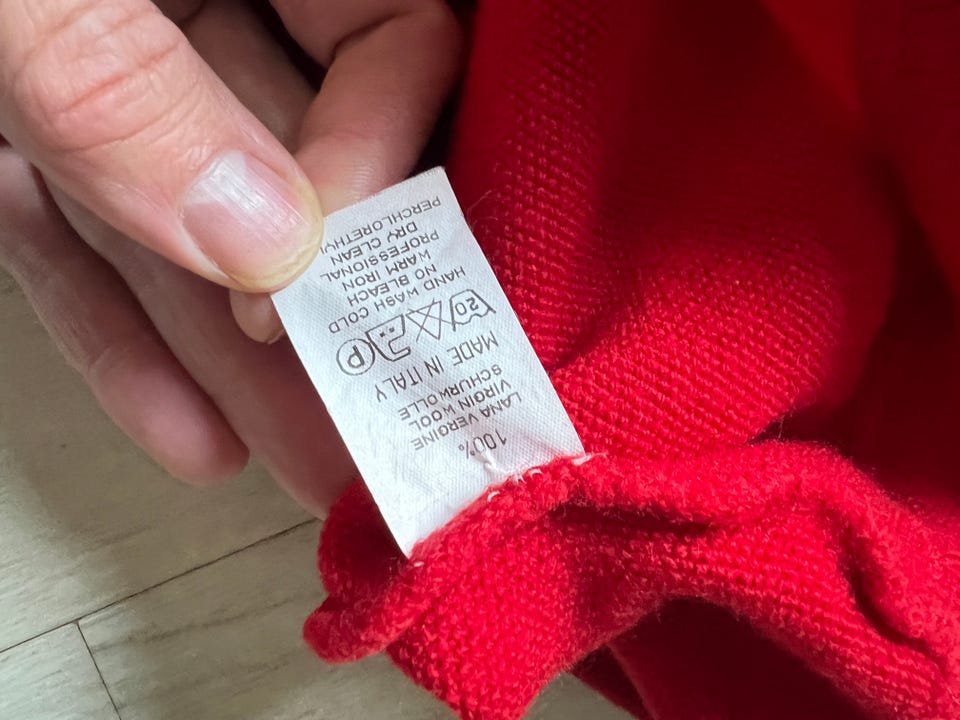 100%
LANA VERGINE
VIRGIN WOOL
SCHURWOLLE
MADE IN ITALY
20 P
HAND WASH COLD
NO BLEACH
WARM IRON
PROFESSIONAL
DRY CLEAN